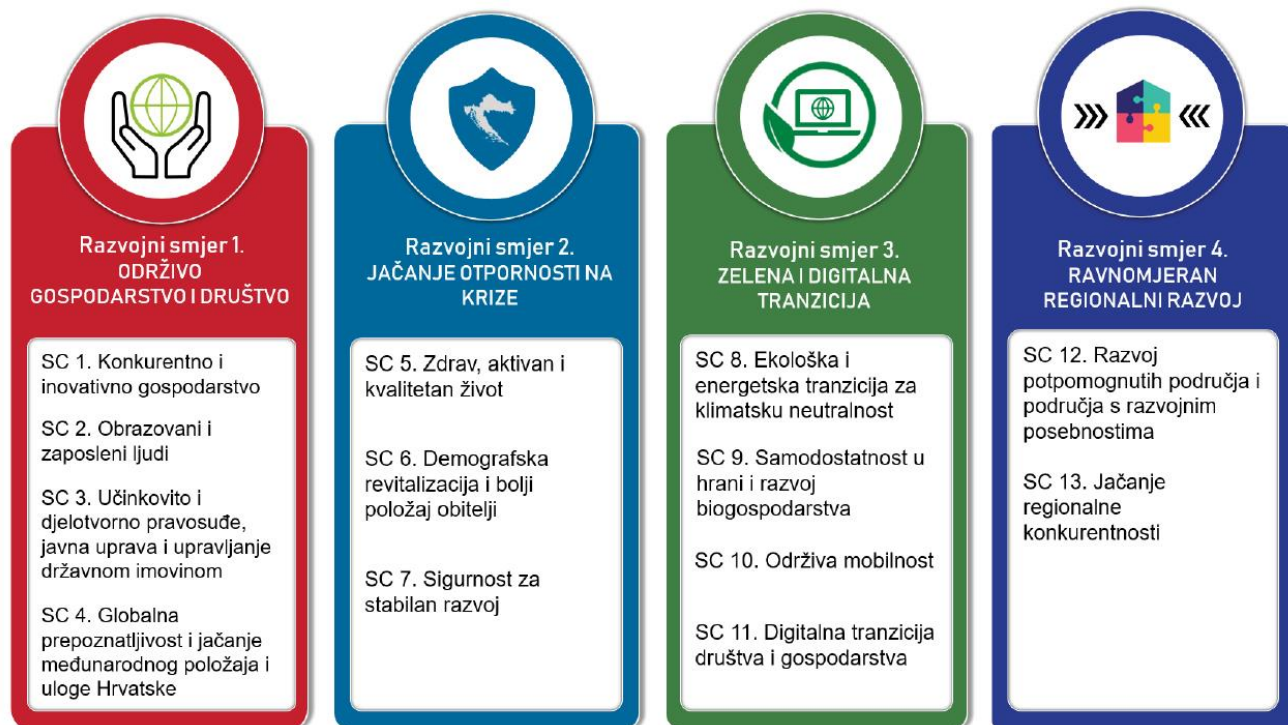 Razvojni smjer 1.
ODRŽIVO
GOSPODARSTVO I DRUŠTVO
SC 1. Konkurentno i
inovativno gospodarstvo
SC 2. Obrazovani i
zaposleni ljudi
SC 3. Učinkovito i
djelotvorno pravosuđe,
javna uprava i upravljanje
državnom imovinom
SC 4. Globalna
prepoznatljivost i jačanje
međunarodnog položaja i
uloge Hrvatske
Razvojni smjer 2.
JAČANJE OTPORNOSTI NA
KRIZE
SC 5. Zdrav, aktivan i
kvalitetan život
SC 6. Demografska
revitalizacija i bolji
položaj obitelji
SC 7. Sigurnost za
stabilan razvoj
Razvojni smjer 3.
ZELENA I DIGITALNA
TRANZICIJA
SC 8. Ekološka i
energetska tranzicija za
klimatsku neutralnost
SC 9. Samodostatnost u
hrani i razvoj
biogospodarstva
SC 10. Održiva mobilnost
SC 11. Digitalna tranzicija
društva i gospodarstva
Razvojni smjer 4.
RAVNOMJERAN
REGIONALNI RAZVOJ
SC 12. Razvoj
potpomognutih područja i
područja s razvojnim
posebnostima
SC 13. Jačanje
regionalne
konkurentnosti